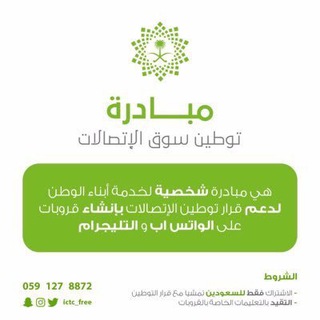 مبادرة
توطين سوق الإتصالات
هي مبادرة شخصية لخدمة أبناء الوطن
لدعم قرار توطين الإتصالات بإنشاء قروبات
على الواتس اب و التليجرام
الشروط
- الاشتراك فقط للسعودين تمشيا مع قرار التوطين
- التقيد بالتعليمات الخاصة بالقروبات
059 127 8872
ictc_free